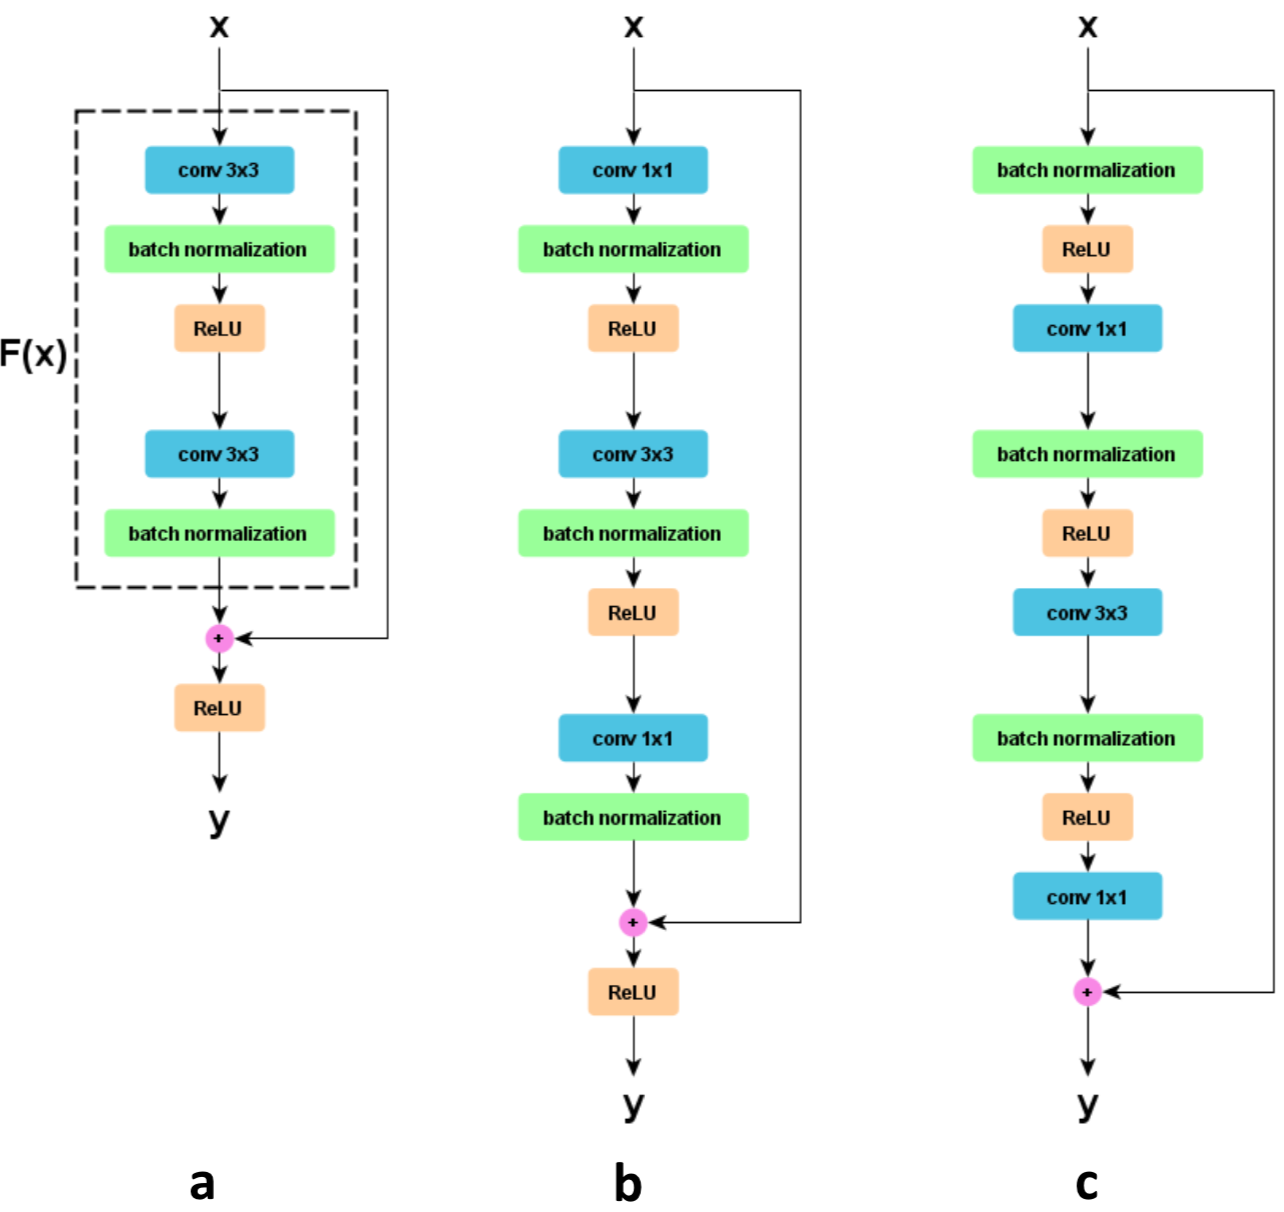 x
conv 3x3
batch normalization
ReLU
F(x)
conv 3x3
batch normalization
+
ReLU
y
a
x
conv 1x1
batch normalization
ReLU
conv 3x3
batch normalization
ReLU
conv 1x1
batch normalization
+
ReLU
y
b
x
batch normalization
ReLU
conv 1x1
batch normalization
ReLU
conv 3x3
batch normalization
ReLU
conv 1x1
+
y
c